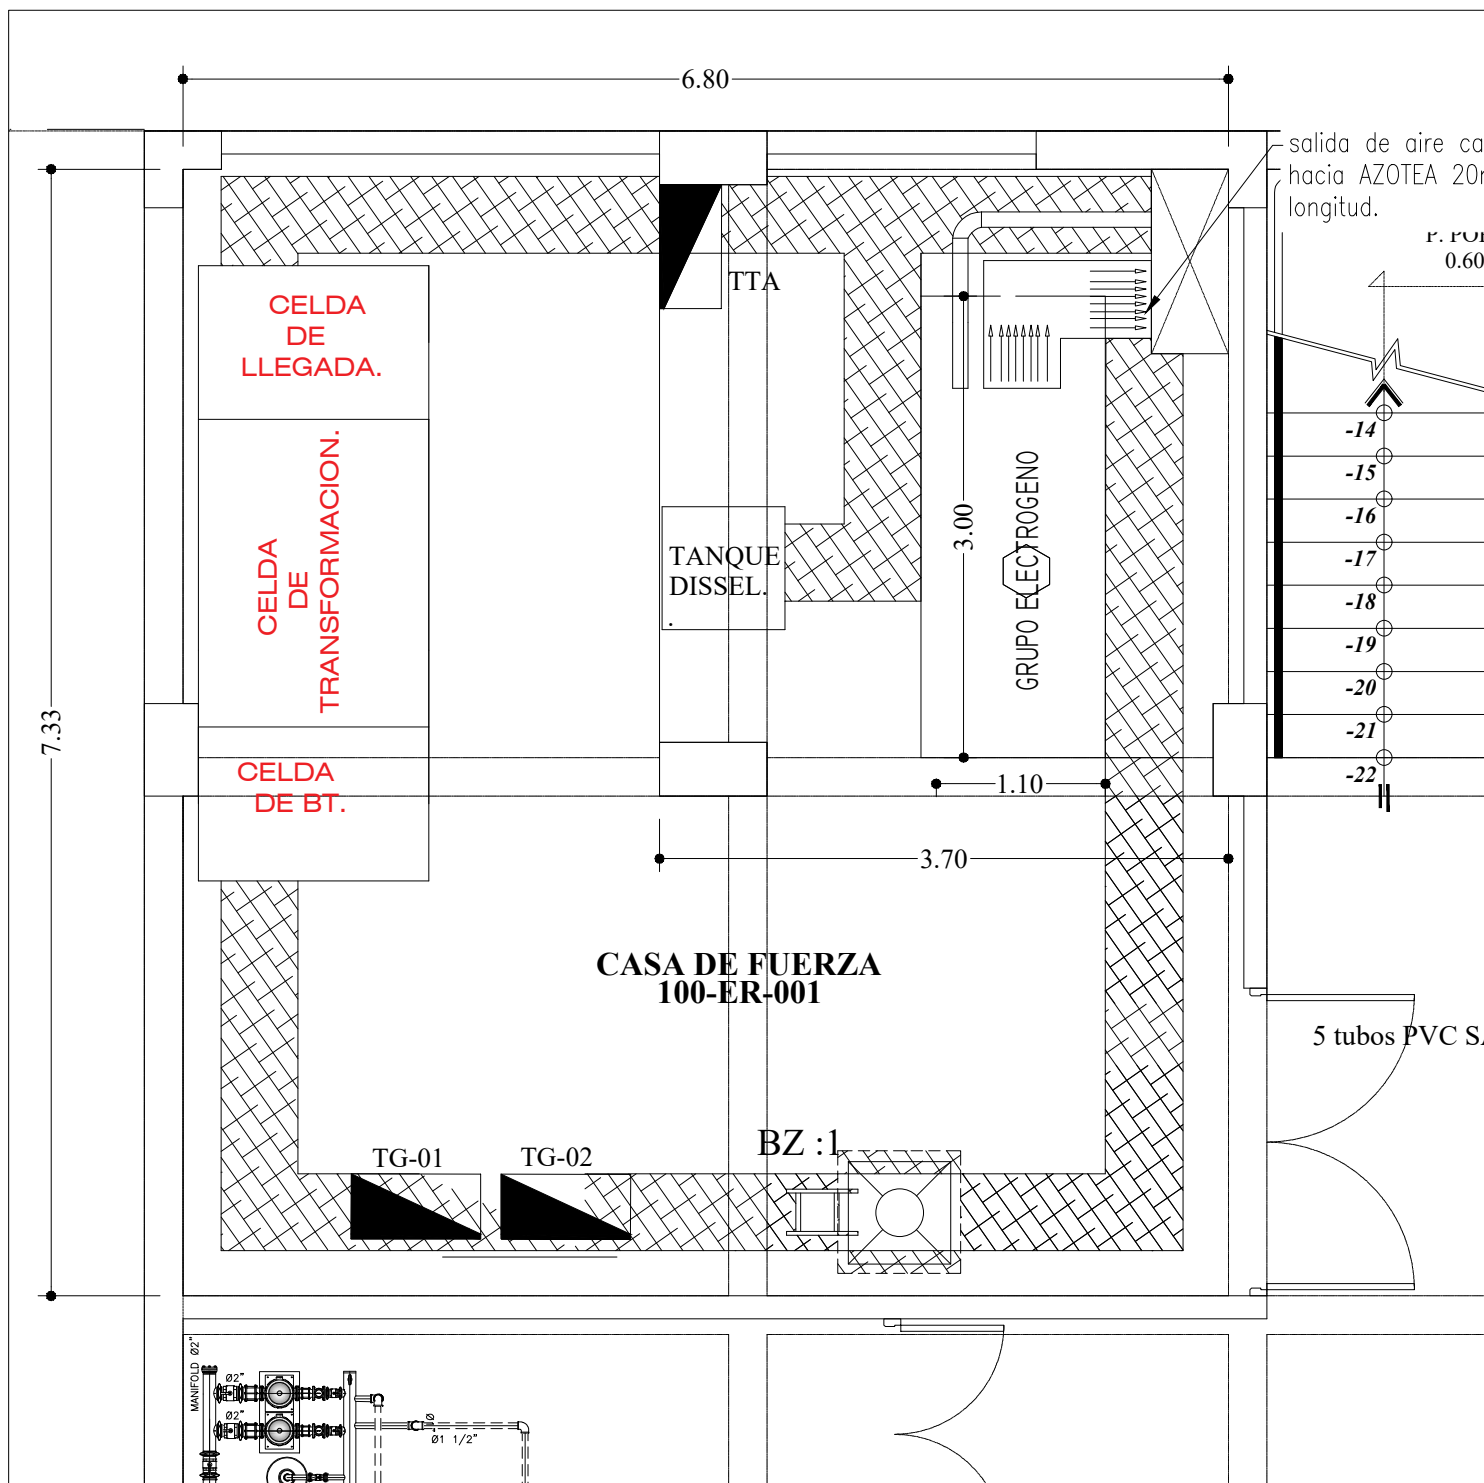 6.80
salida de aire ca
hacia AZOTEA 20
longitud.
0.60
TTA
CELDA
DE
LLEGADA.
CELDA
DE
TRANSFORMACION.
CELDA
DE BT.
TANQUE
DISSEL.
.
3.00
GRUPO ELECTROGENO
7.33
1.10
3.70
-14
-15
-16
-17
-18
-19
-20
-21
-22
CASA DE FUERZA
100-ER-001
5 tubos PVC SA
TG-01
TG-02
BZ :1
MANIFOLD Ø2"
Ø2"
Ø2"
Ø
Ø1 1/2"